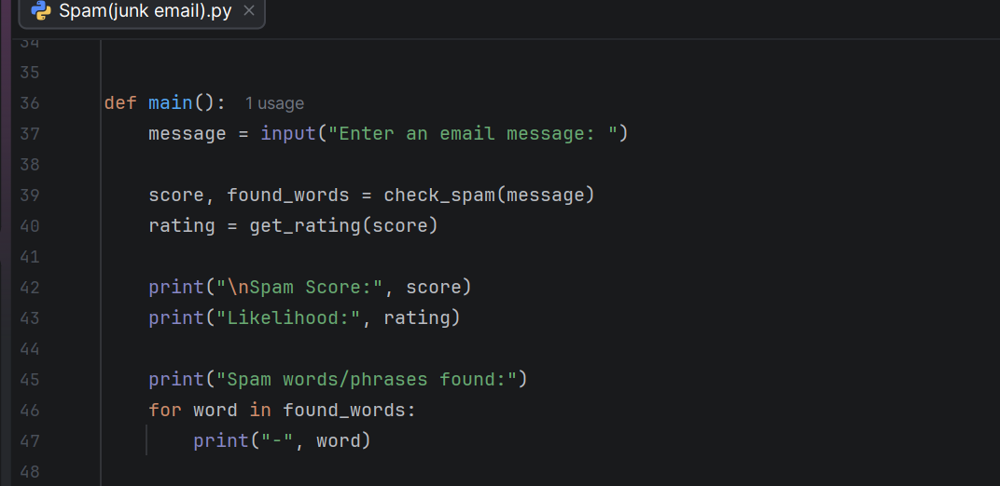 Spam(junk email).py ×
34
35
36 def main(): 1 usage
37     message = input("Enter an email message: ")
38
39     score, found_words = check_spam(message)
40     rating = get_rating(score)
41
42     print("\nSpam Score:", score)
43     print("Likelihood:", rating)
44
45     print("Spam words/phrases found:")
46     for word in found_words:
47         print("-", word)
48